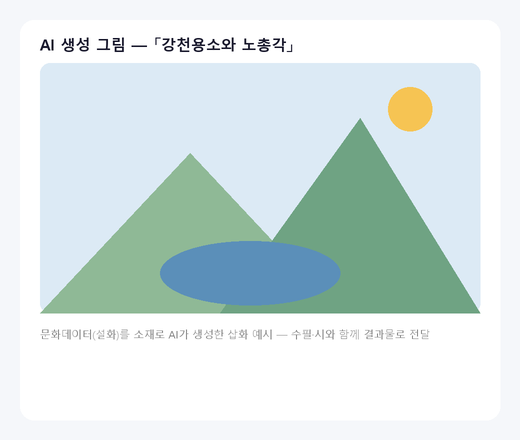 AI 생성 그림 — 「강천용소와 노총각」
문화데이터(설화)를 소재로 AI가 생성한 삽화 예시 — 수필·시와 함께 결과물로 전달